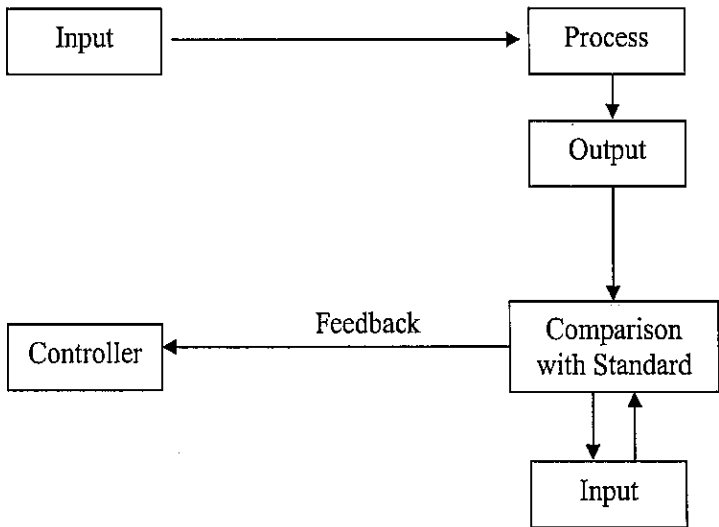 Input
Process
Output
Feedback
Controller
Comparison
with Standard
Input